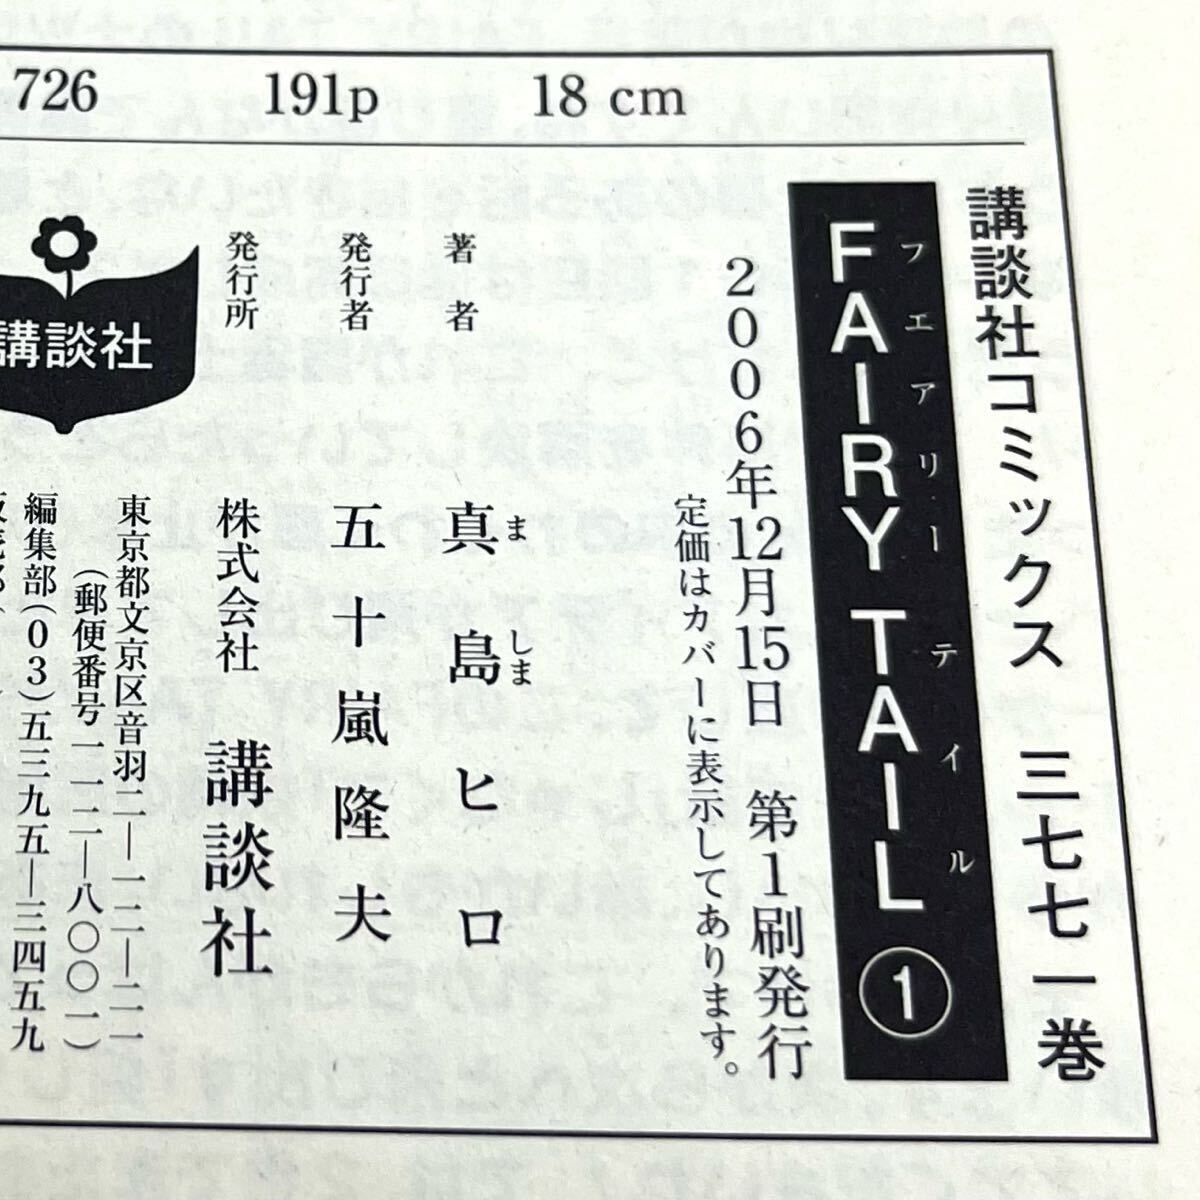 726 191p 18 cm
講談社コミックス 三七七一巻
フェアリーテイル
FAIRY TAIL ①
2006年12月15日 第1刷発行
定価はカバーに表示してあります。
著者 真島ヒロ
ましま
発行者 五十嵐隆夫
発行所 株式会社 講談社
東京都文京区音羽二―一二―二一
(郵便番号一一二―八〇〇一)
編集部(03)五三九五―三四五九
講談社